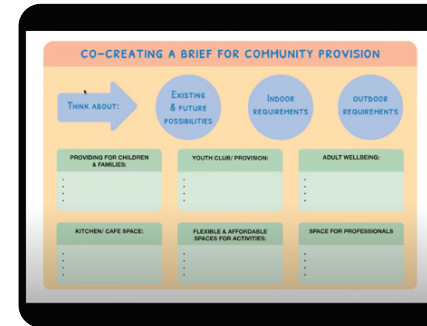 CO-CREATING A BRIEF FOR COMMUNITY PROVISION
THINK ABOUT:
EXISTING
& FUTURE
POSSIBILITIES
INDOOR
REQUIREMENTS
OUTDOOR
REQUIREMENTS
PROVIDING FOR CHILDREN
& FAMILIES:
YOUTH CLUB/ PROVISION:
ADULT WELLBEING:
KITCHEN/ CAFE SPACE:
FLEXIBLE & AFFORDABLE
SPACES FOR ACTIVITIES:
SPACE FOR PROFESSIONALS